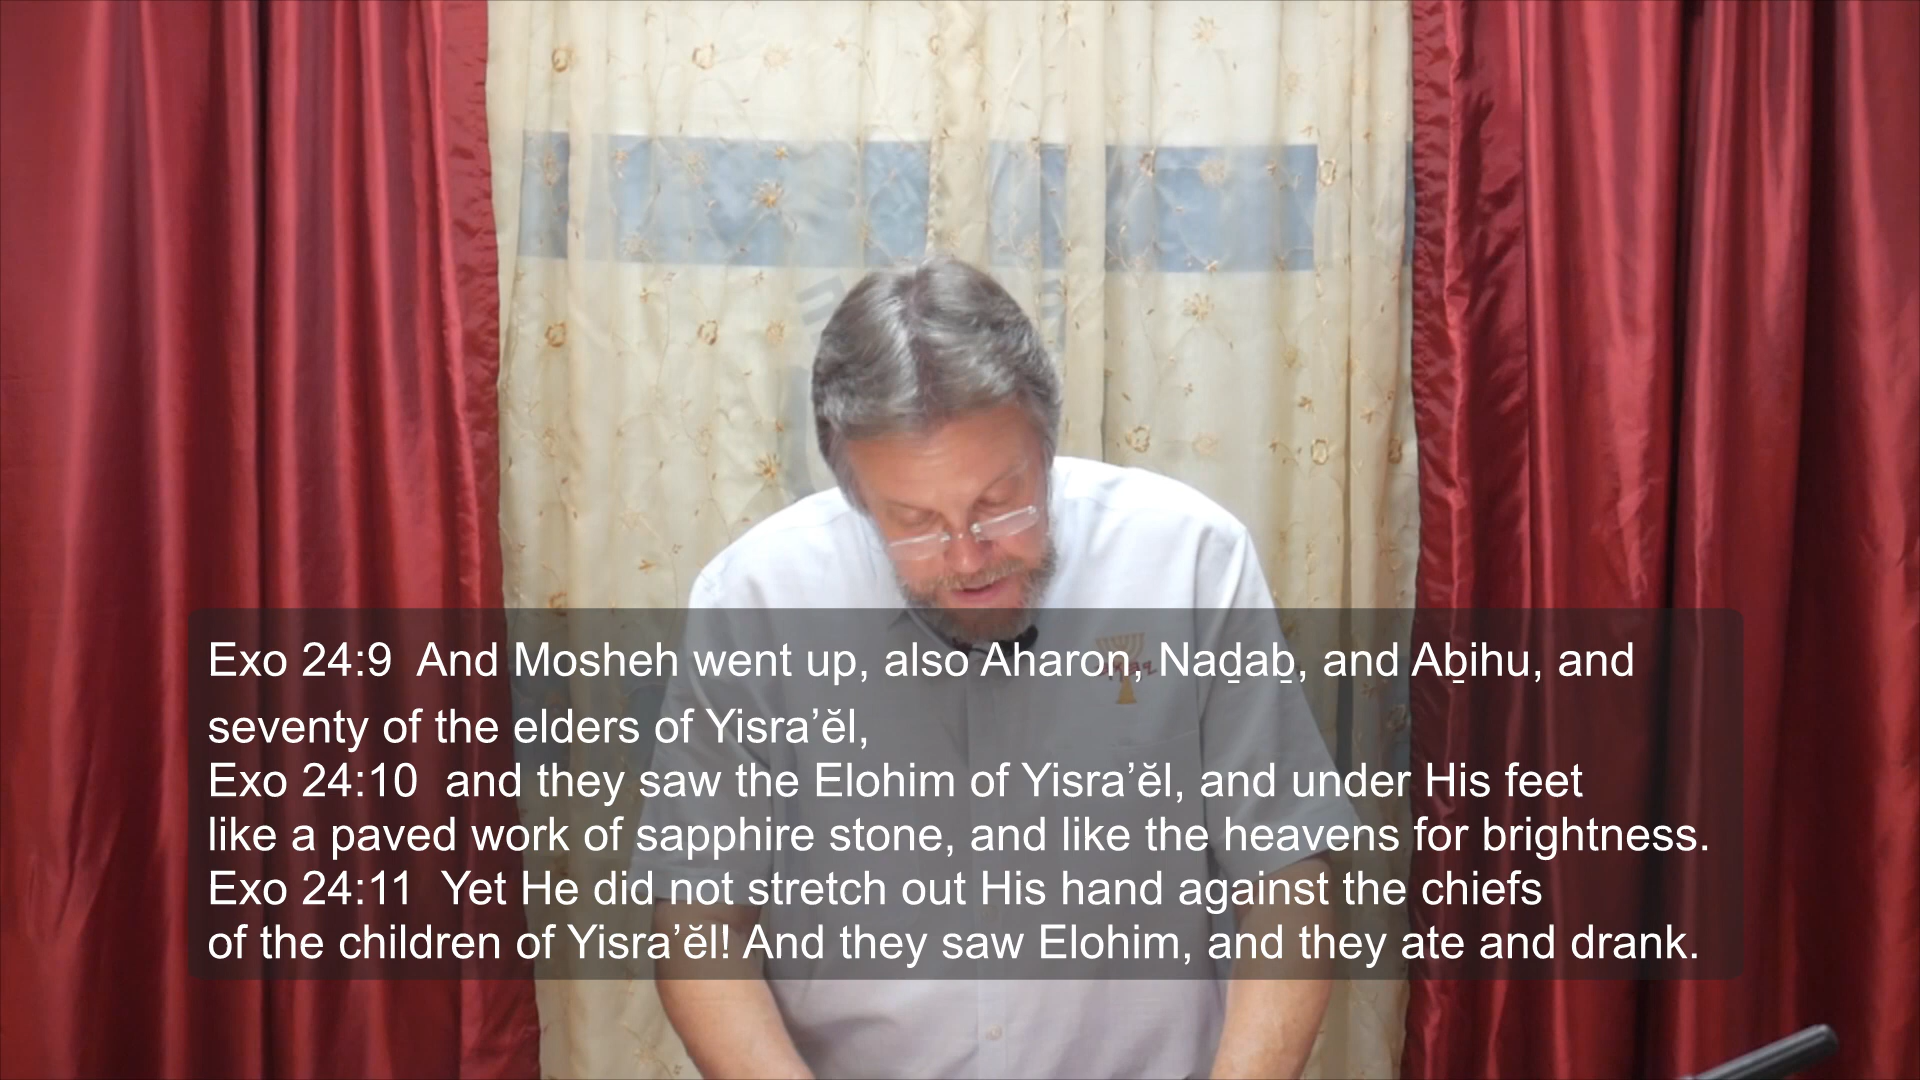 Exo 24:9 And Mosheh went up, also Aharon, Naḏaḇ, and Aḇihu, and
seventy of the elders of Yisra’ĕl,
Exo 24:10 and they saw the Elohim of Yisra’ĕl, and under His feet
like a paved work of sapphire stone, and like the heavens for brightness.
Exo 24:11 Yet He did not stretch out His hand against the chiefs
of the children of Yisra’ĕl! And they saw Elohim, and they ate and drank.